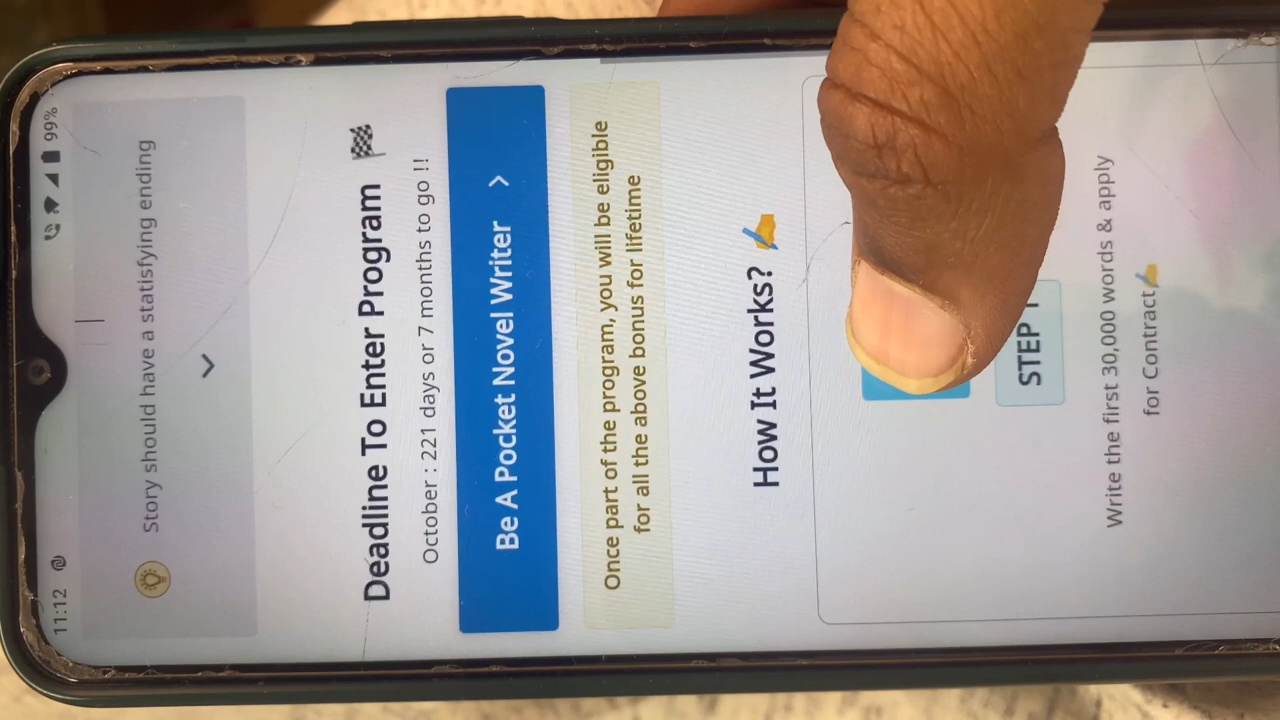 11:12 99%
Story should have a statisfying ending
Deadline To Enter Program
October : 221 days or 7 months to go !!
Be A Pocket Novel Writer >
Once part of the program, you will be eligible
for all the above bonus for lifetime
How It Works?
STEP
Write the first 30,000 words & apply
for Contract